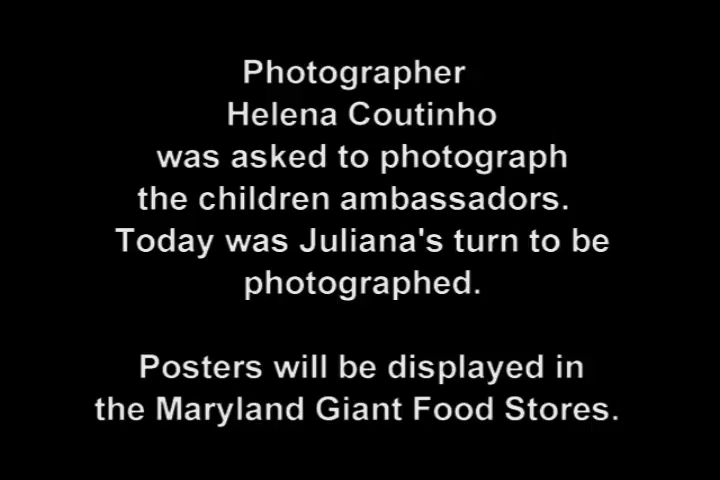 Photographer
Helena Coutinho
was asked to photograph
the children ambassadors.
Today was Juliana's turn to be
photographed.
Posters will be displayed in
the Maryland Giant Food Stores.